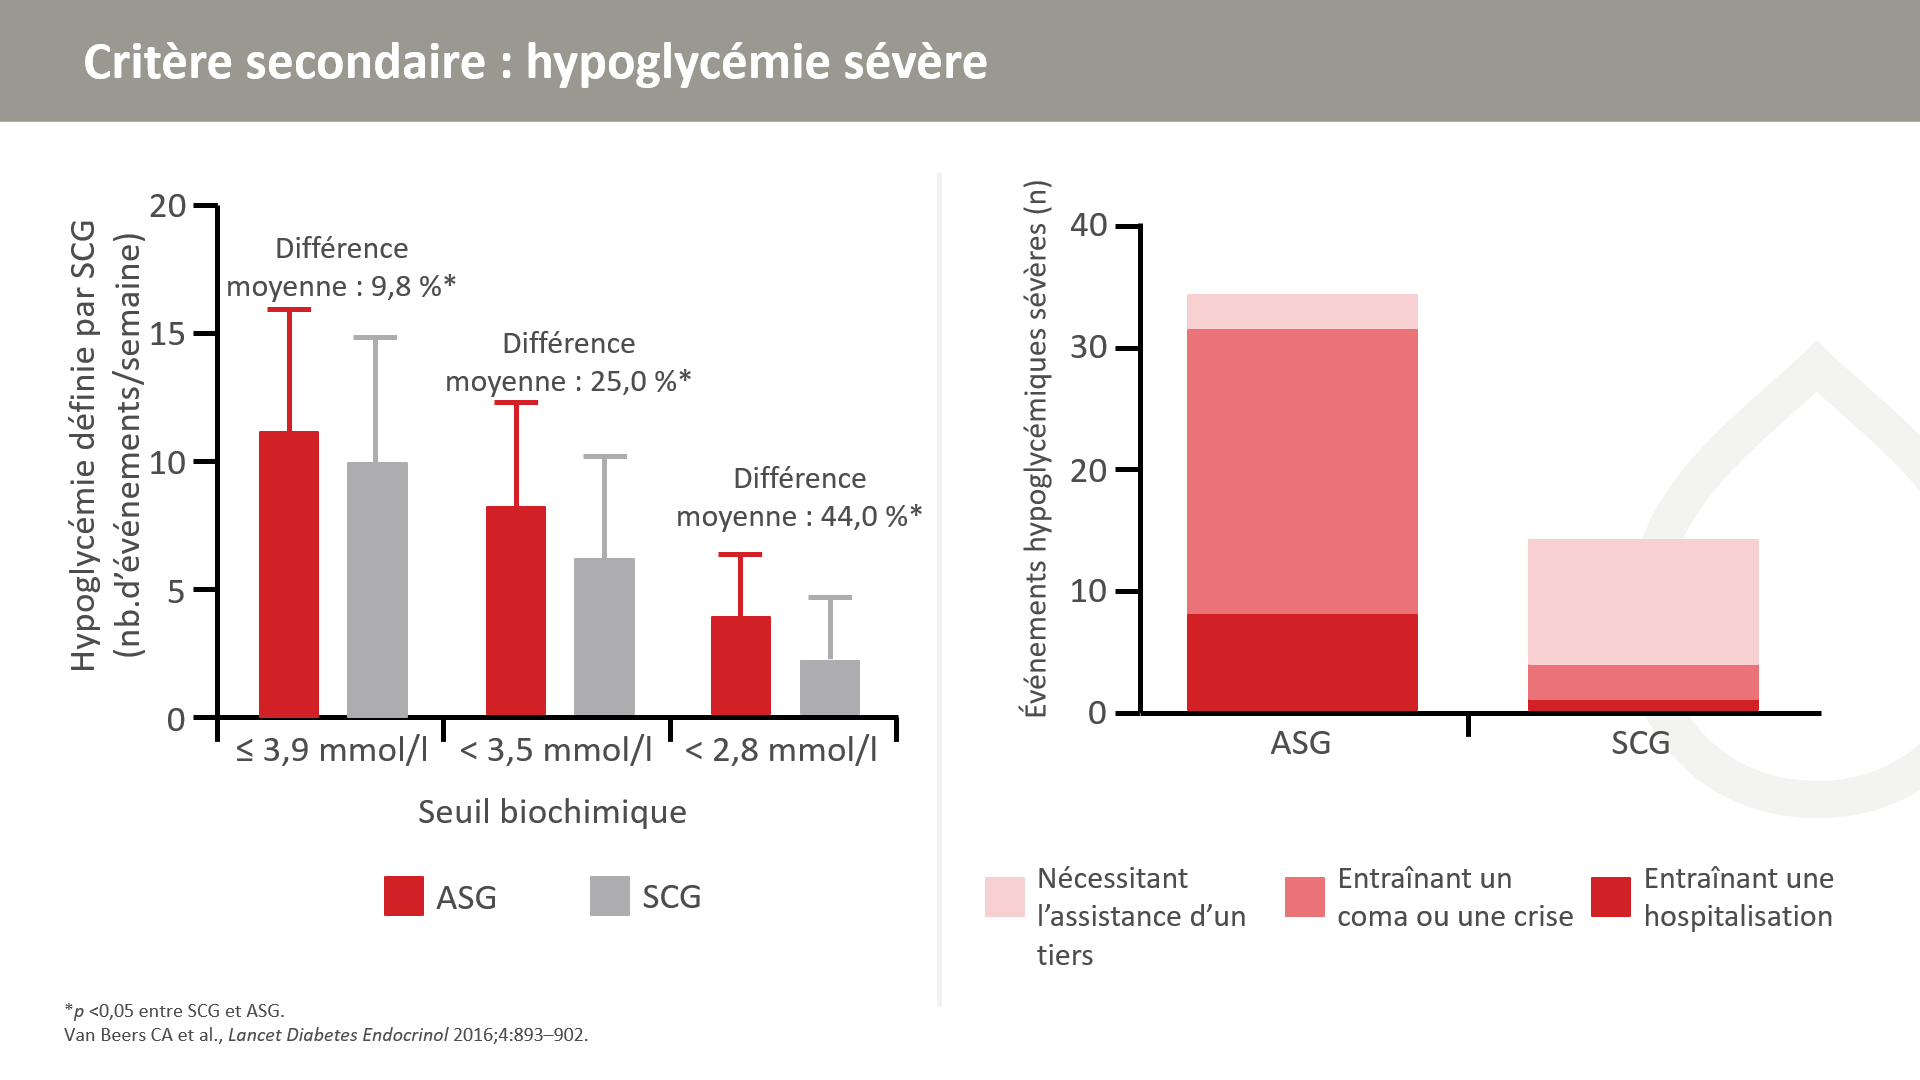 Critère secondaire : hypoglycémie sévère
Hypoglycémie définie par SCG
(nb.d’événements/semaine)
20
15
10
5
0
Différence
moyenne : 9,8 %*
Différence
moyenne : 25,0 %*
Différence
moyenne : 44,0 %*
≤ 3,9 mmol/l
< 3,5 mmol/l
< 2,8 mmol/l
Seuil biochimique
ASG
SCG
Événements hypoglycémiques sévères (n)
40
30
20
10
0
ASG
SCG
Nécessitant
l’assistance d’un
tiers
Entraînant un
coma ou une crise
Entraînant une
hospitalisation
*p <0,05 entre SCG et ASG.
Van Beers CA et al., Lancet Diabetes Endocrinol 2016;4:893–902.